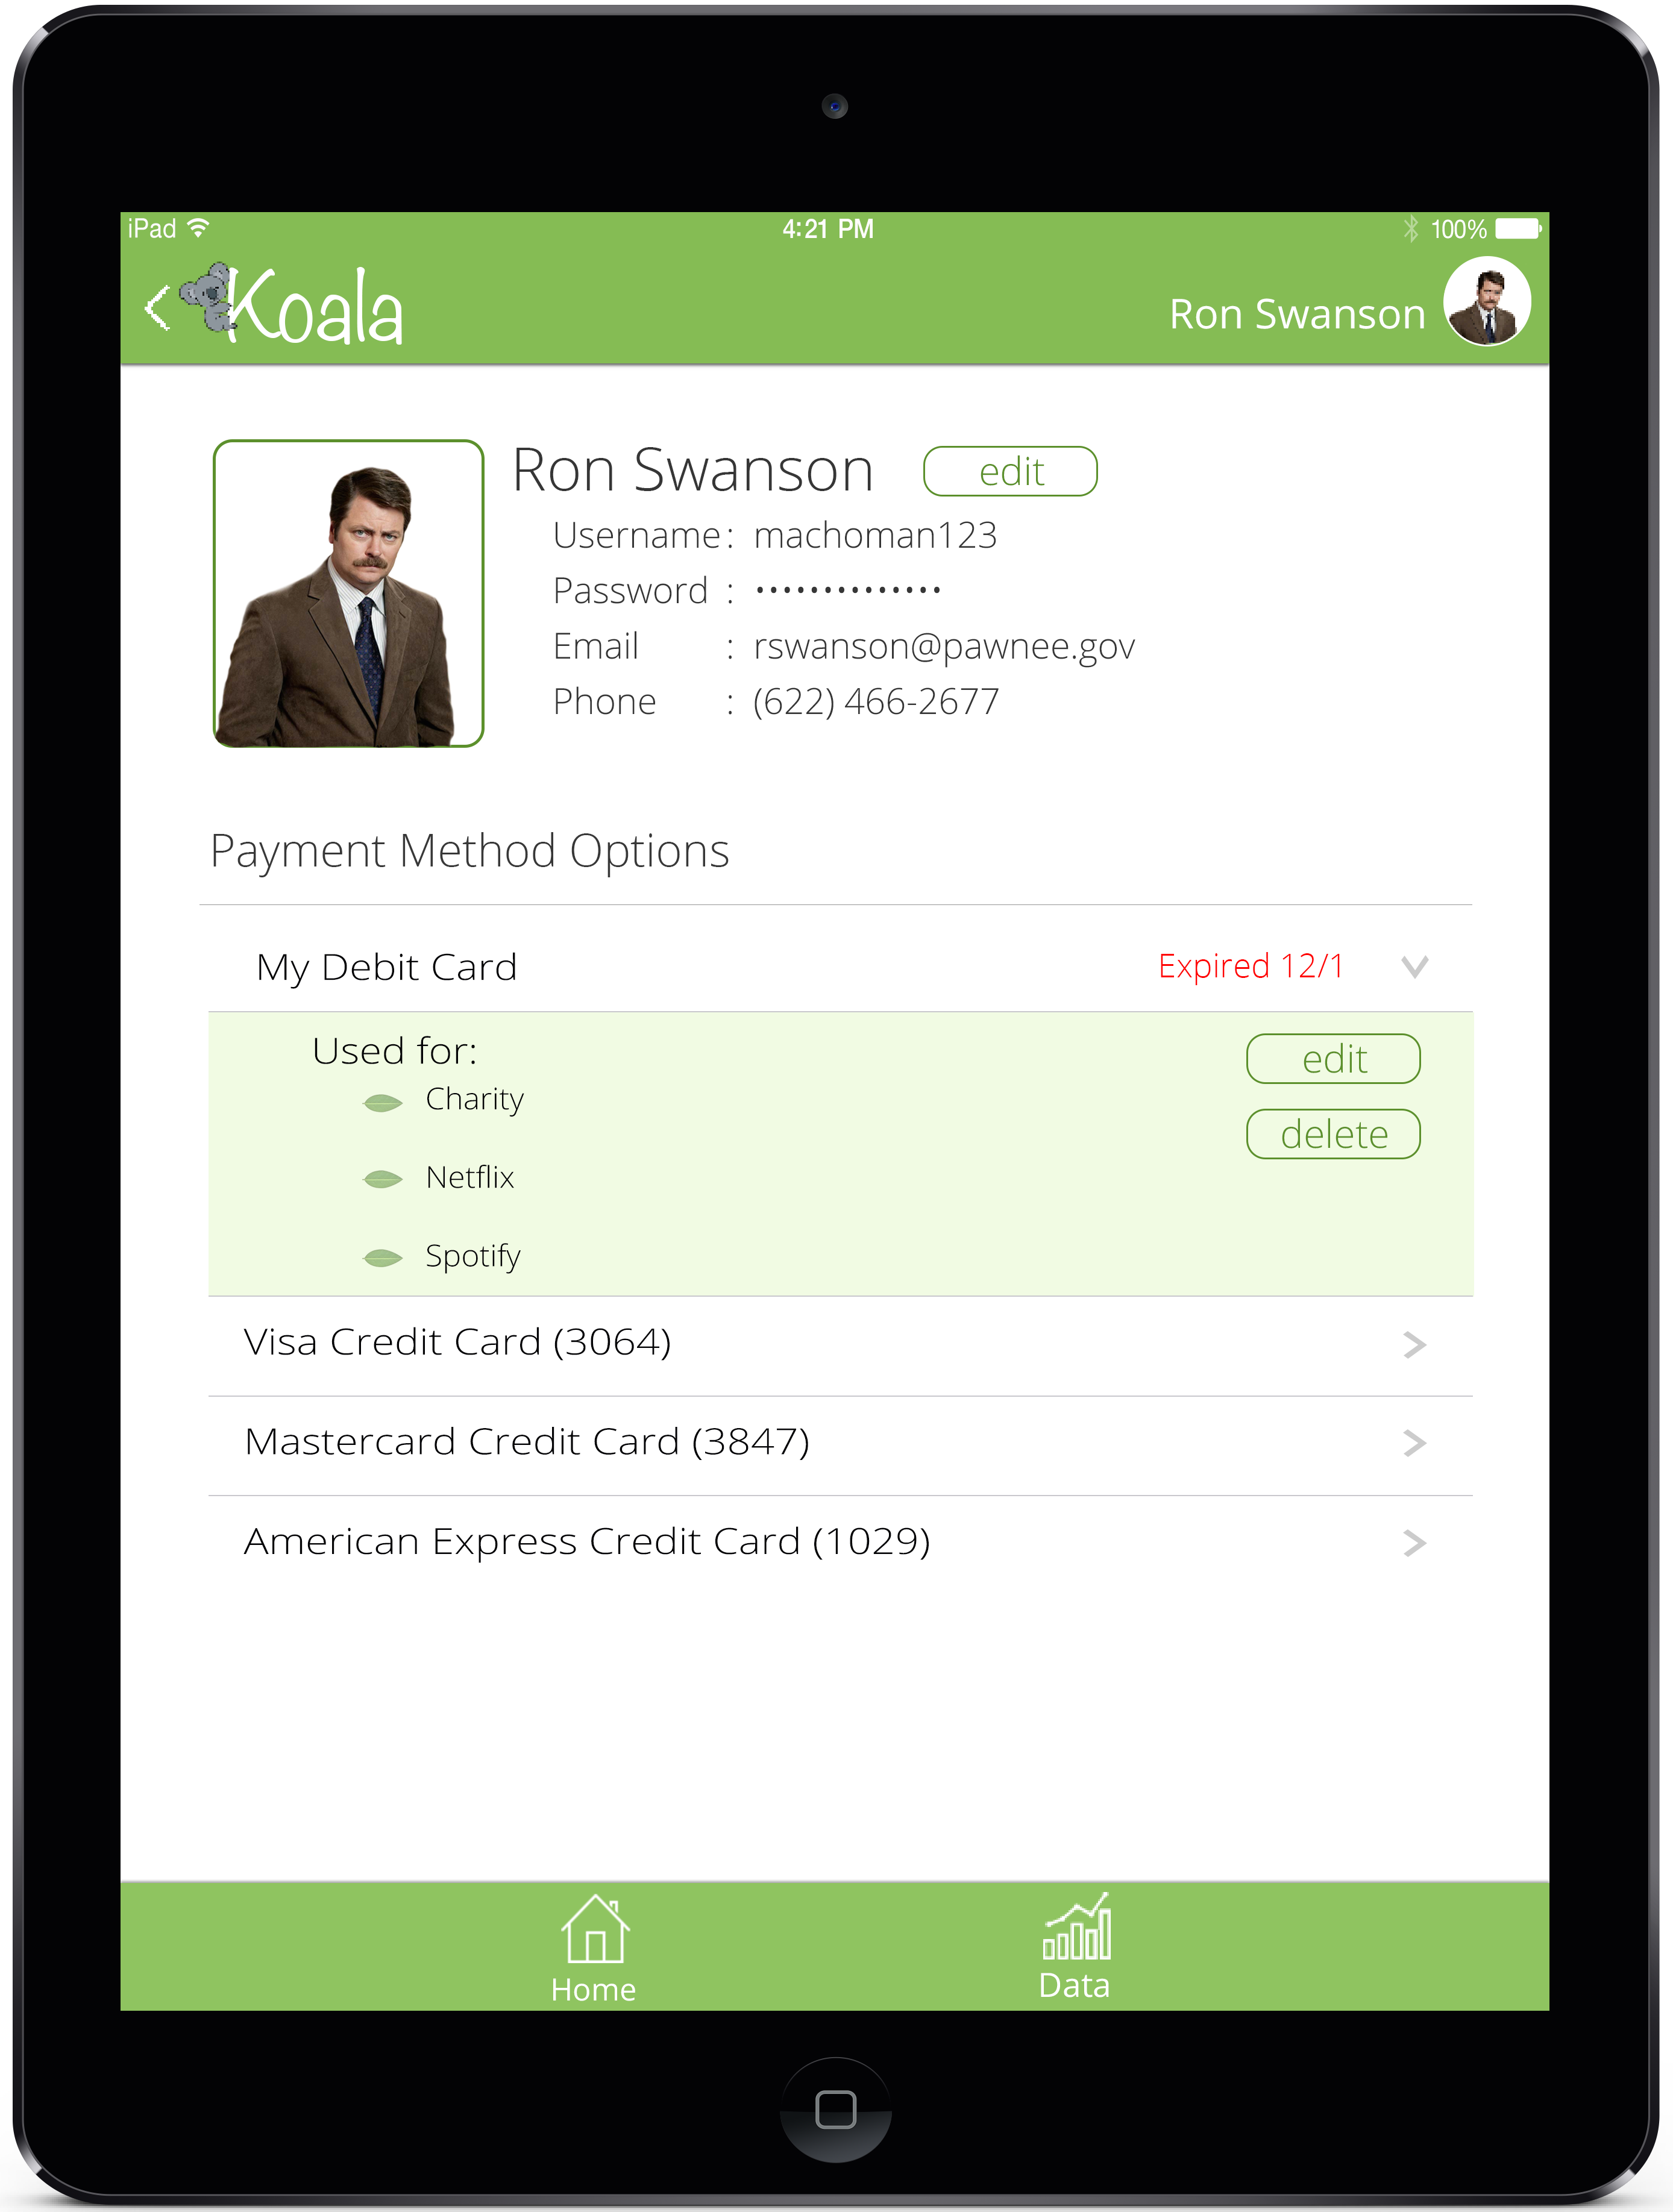 iPad 4:21 PM 100%
Koala Ron Swanson
Ron Swanson edit
Username : machoman123
Password : ••••••••••••••
Email : rswanson@pawnee.gov
Phone : (622) 466-2677
Payment Method Options
My Debit Card Expired 12/1
Used for: edit
Charity
delete
Netflix
Spotify
Visa Credit Card (3064)
Mastercard Credit Card (3847)
American Express Credit Card (1029)
Home Data